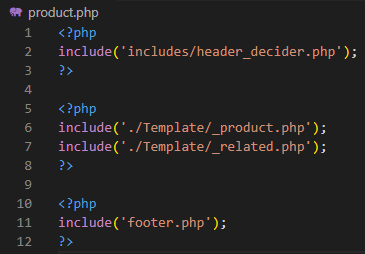 product.php
1 <?php
2 include('includes/header_decider.php');
3 ?>
4
5 <?php
6 include('./Template/_product.php');
7 include('./Template/_related.php');
8 ?>
9
10 <?php
11 include('footer.php');
12 ?>